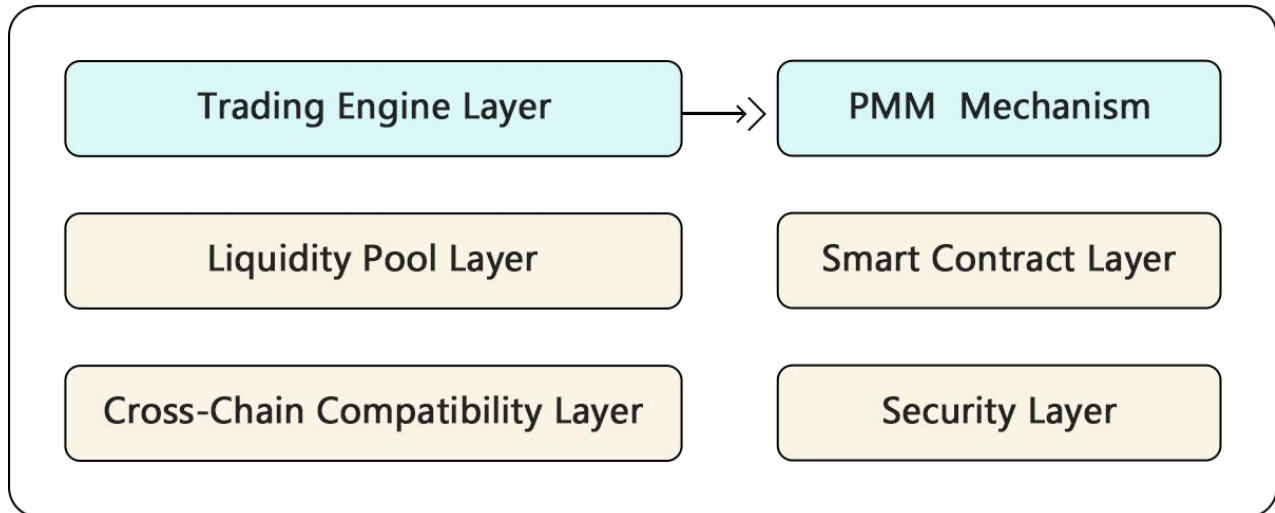 Trading Engine Layer
PMM Mechanism
Liquidity Pool Layer
Smart Contract Layer
Cross-Chain Compatibility Layer
Security Layer